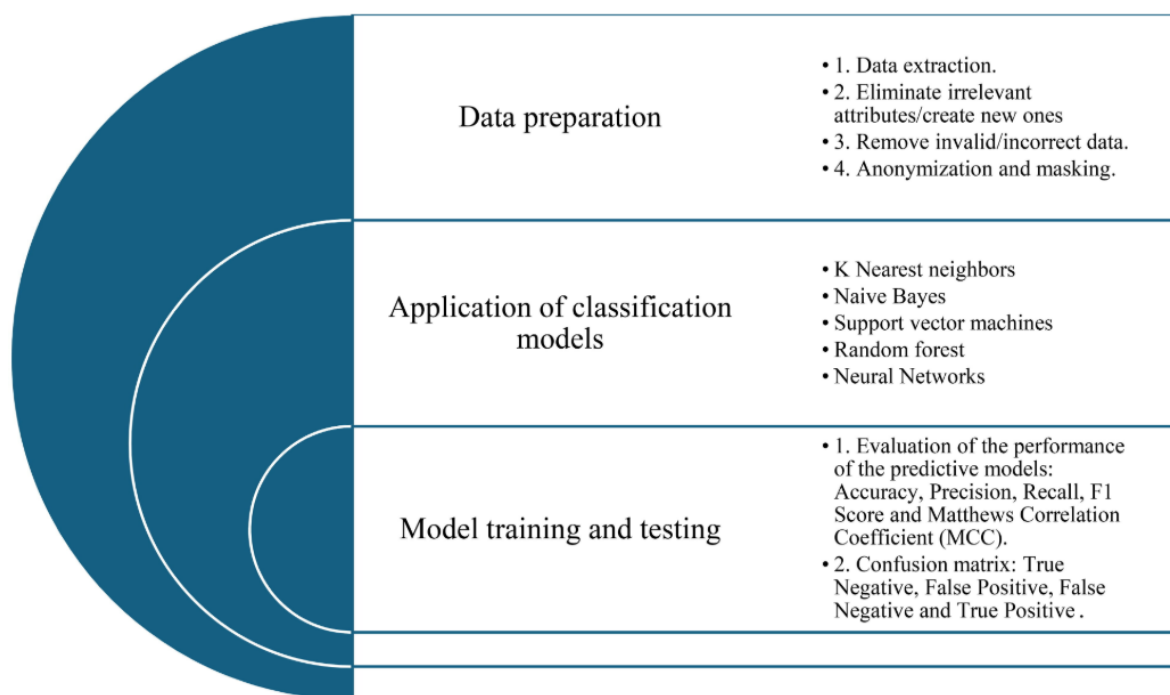 Data preparation
• 1. Data extraction.
• 2. Eliminate irrelevant
attributes/create new ones
• 3. Remove invalid/incorrect data.
• 4. Anonymization and masking.
Application of classification
models
• K Nearest neighbors
• Naive Bayes
• Support vector machines
• Random forest
• Neural Networks
Model training and testing
• 1. Evaluation of the performance
of the predictive models:
Accuracy, Precision, Recall, F1
Score and Matthews Correlation
Coefficient (MCC).
• 2. Confusion matrix: True
Negative, False Positive, False
Negative and True Positive .